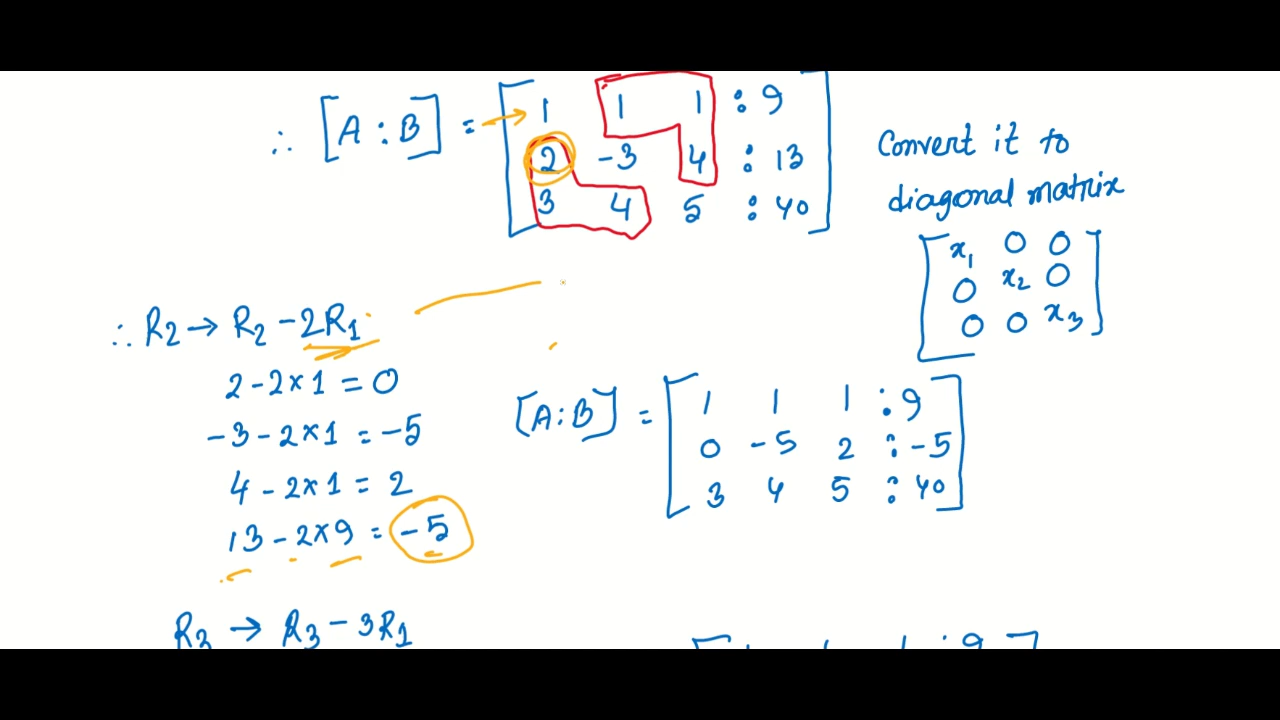 ∴ [A : B] = [1 1 1 : 9
2 -3 4 : 13
3 4 5 : 40]
Convert it to
diagonal matrix
[x₁ 0 0
0 x₂ 0
0 0 x₃]
∴ R₂ → R₂ - 2R₁
2 - 2×1 = 0
-3 - 2×1 = -5
4 - 2×1 = 2
13 - 2×9 = -5
[A : B] = [1 1 1 : 9
0 -5 2 : -5
3 4 5 : 40]
R₃ → R₃ - 3R₁